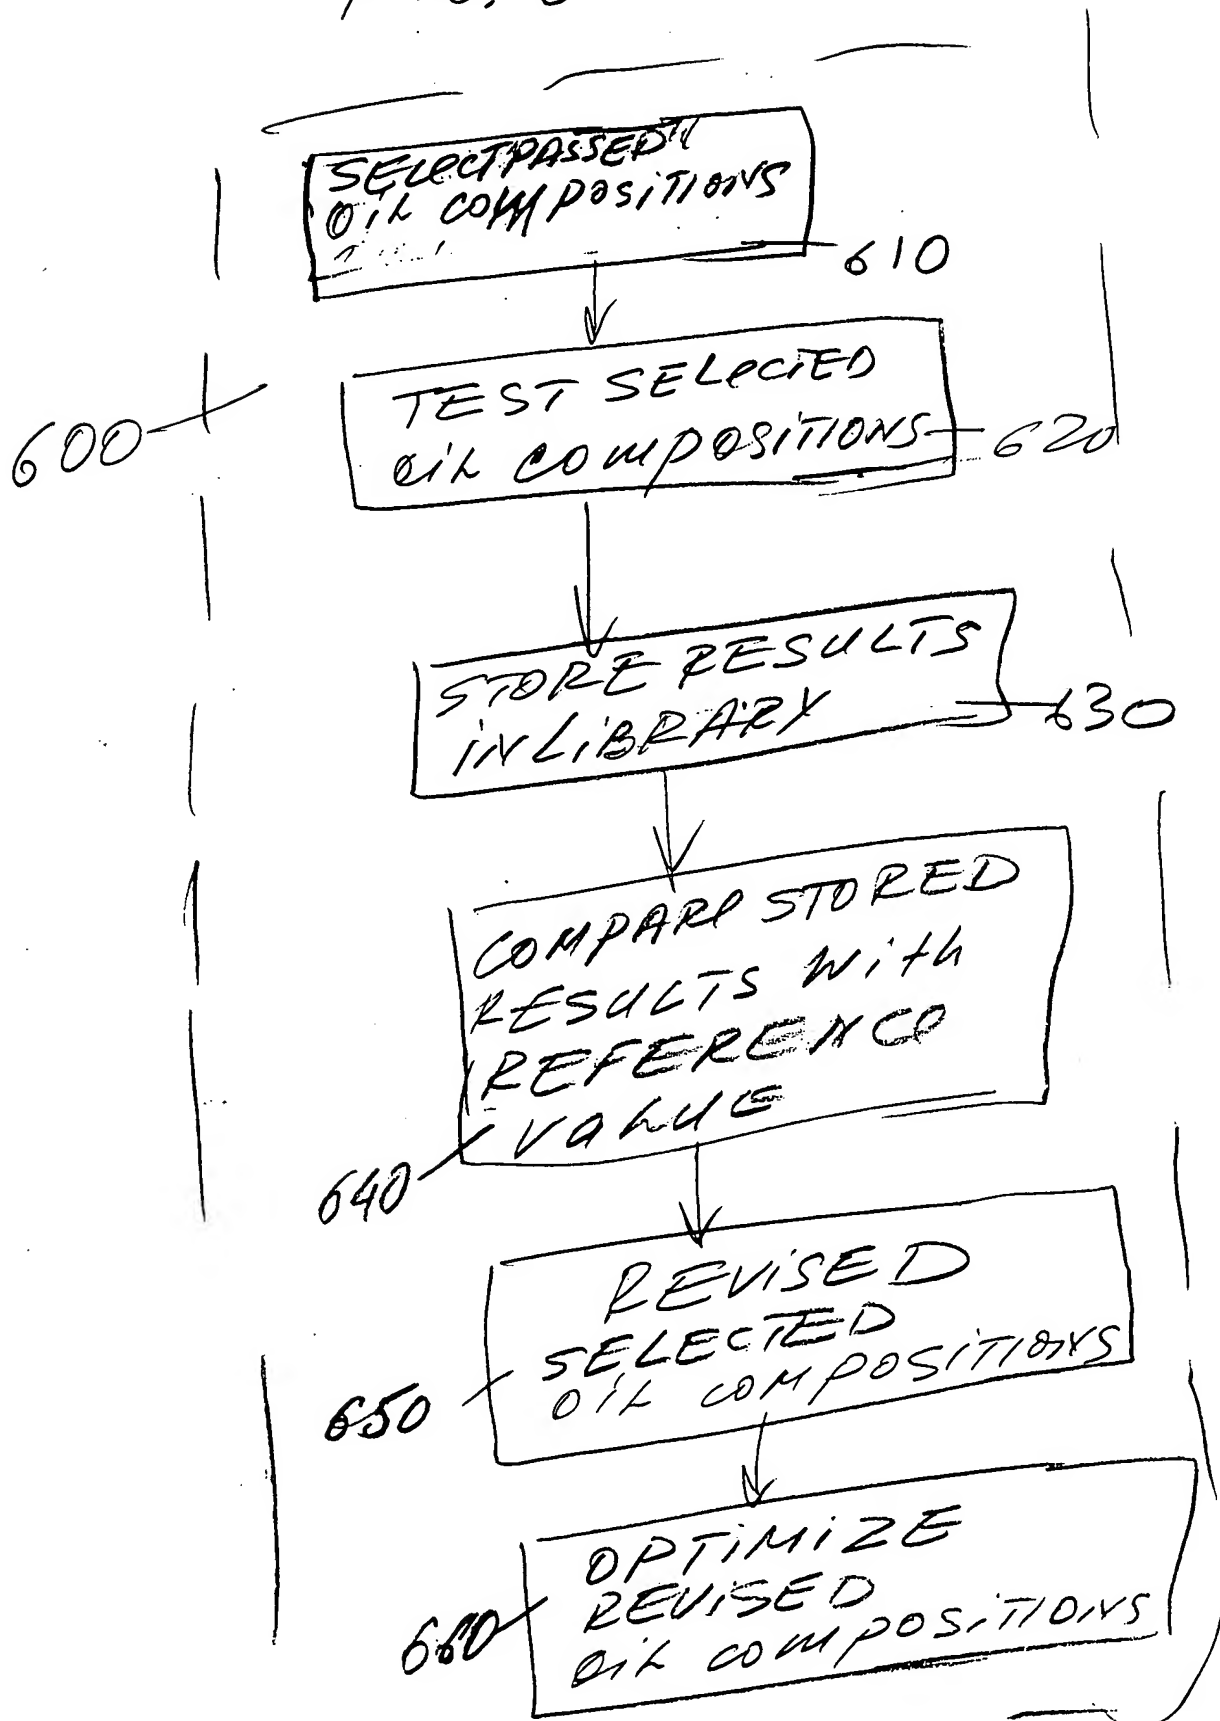 SELECT PASSED"
OIL COMPOSITIONS
610
TEST SELECTED
OIL COMPOSITIONS
620
600
STORE RESULTS
IN LIBRARY
630
COMPARE STORED
RESULTS With
REFERENCE
VALUE
640
REVISED
SELECTED
OIL COMPOSITIONS
650
OPTIMIZE
REVISED
OIL COMPOSITIONS
660